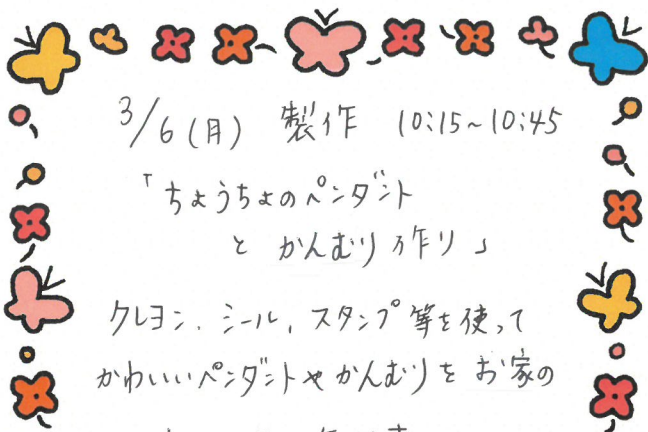 3/6(月) 製作 10:15~10:45
「ちょうちょのペンダント
と かんむり 作り」
クレヨン、シール、スタンプ等を使って
かわいいペンダントやかんむりをお家の